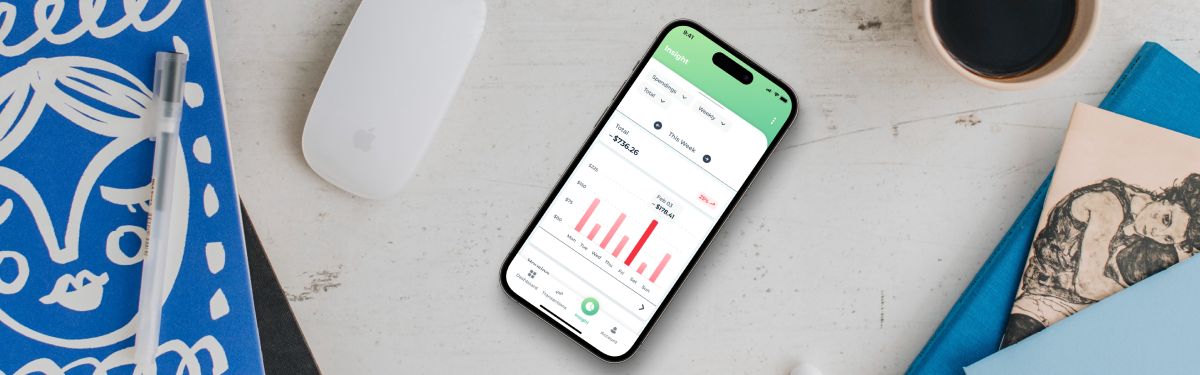 9:41
Insight
Spendings
Weekly
Total
This Week
Total
- $736.26
25%
$225
$150
$75
$50
Feb 03
- $178.41
Mon
Tue
Wed
Thu
Fri
Sat
Sun
Dashboard
Transactions
Insight
Account